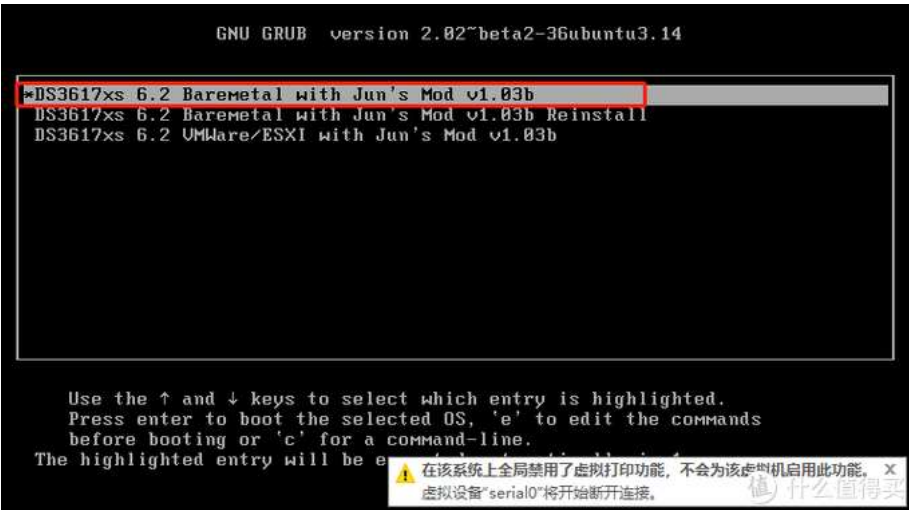 GNU GRUB version 2.02~beta2-36ubuntu3.14
*DS3617xs 6.2 Baremetal with Jun's Mod v1.03b
DS3617xs 6.2 Baremetal with Jun's Mod v1.03b Reinstall
DS3617xs 6.2 VMWare/ESXI with Jun's Mod v1.03b
Use the ↑ and ↓ keys to select which entry is highlighted.
Press enter to boot the selected OS, 'e' to edit the commands
before booting or 'c' for a command-line.
The highlighted entry will be
在该系统上全局禁用了虚拟打印功能，不会为该虚拟机启用此功能。 X
虚拟设备"serial0"将开始断开连接。
值 什么值得买